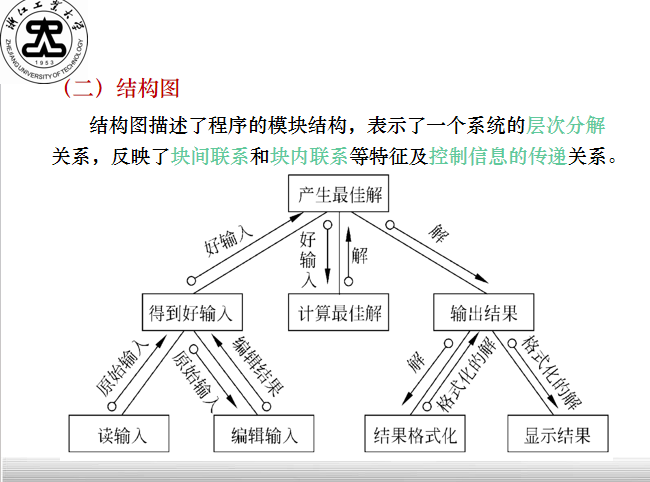 浙江工业大学
ZHEJIANG UNIVERSITY OF TECHNOLOGY
1953
(二) 结构图
结构图描述了程序的模块结构，表示了一个系统的层次分解
关系，反映了块间联系和块内联系等特征及控制信息的传递关系。
产生最佳解
好输入
好输入
解
解
得到好输入
计算最佳解
输出结果
原始输入
原始输入
编辑结果
解
格式化的解
格式化的解
读输入
编辑输入
结果格式化
显示结果